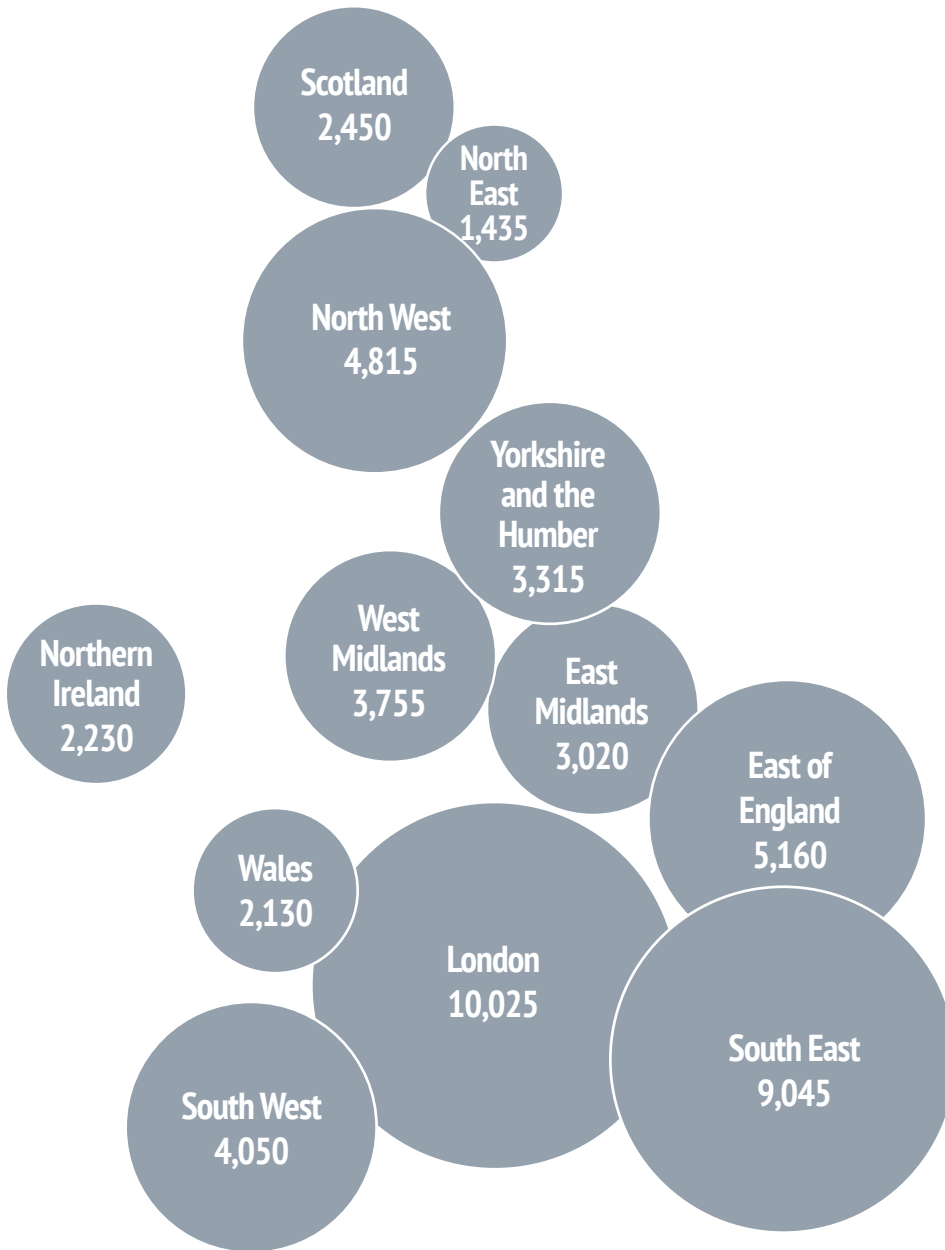 Scotland
2,450
North
East
1,435
North West
4,815
Yorkshire
and the
Humber
3,315
West
Midlands
3,755
Northern
Ireland
2,230
East
Midlands
3,020
East of
England
5,160
Wales
2,130
London
10,025
South East
9,045
South West
4,050